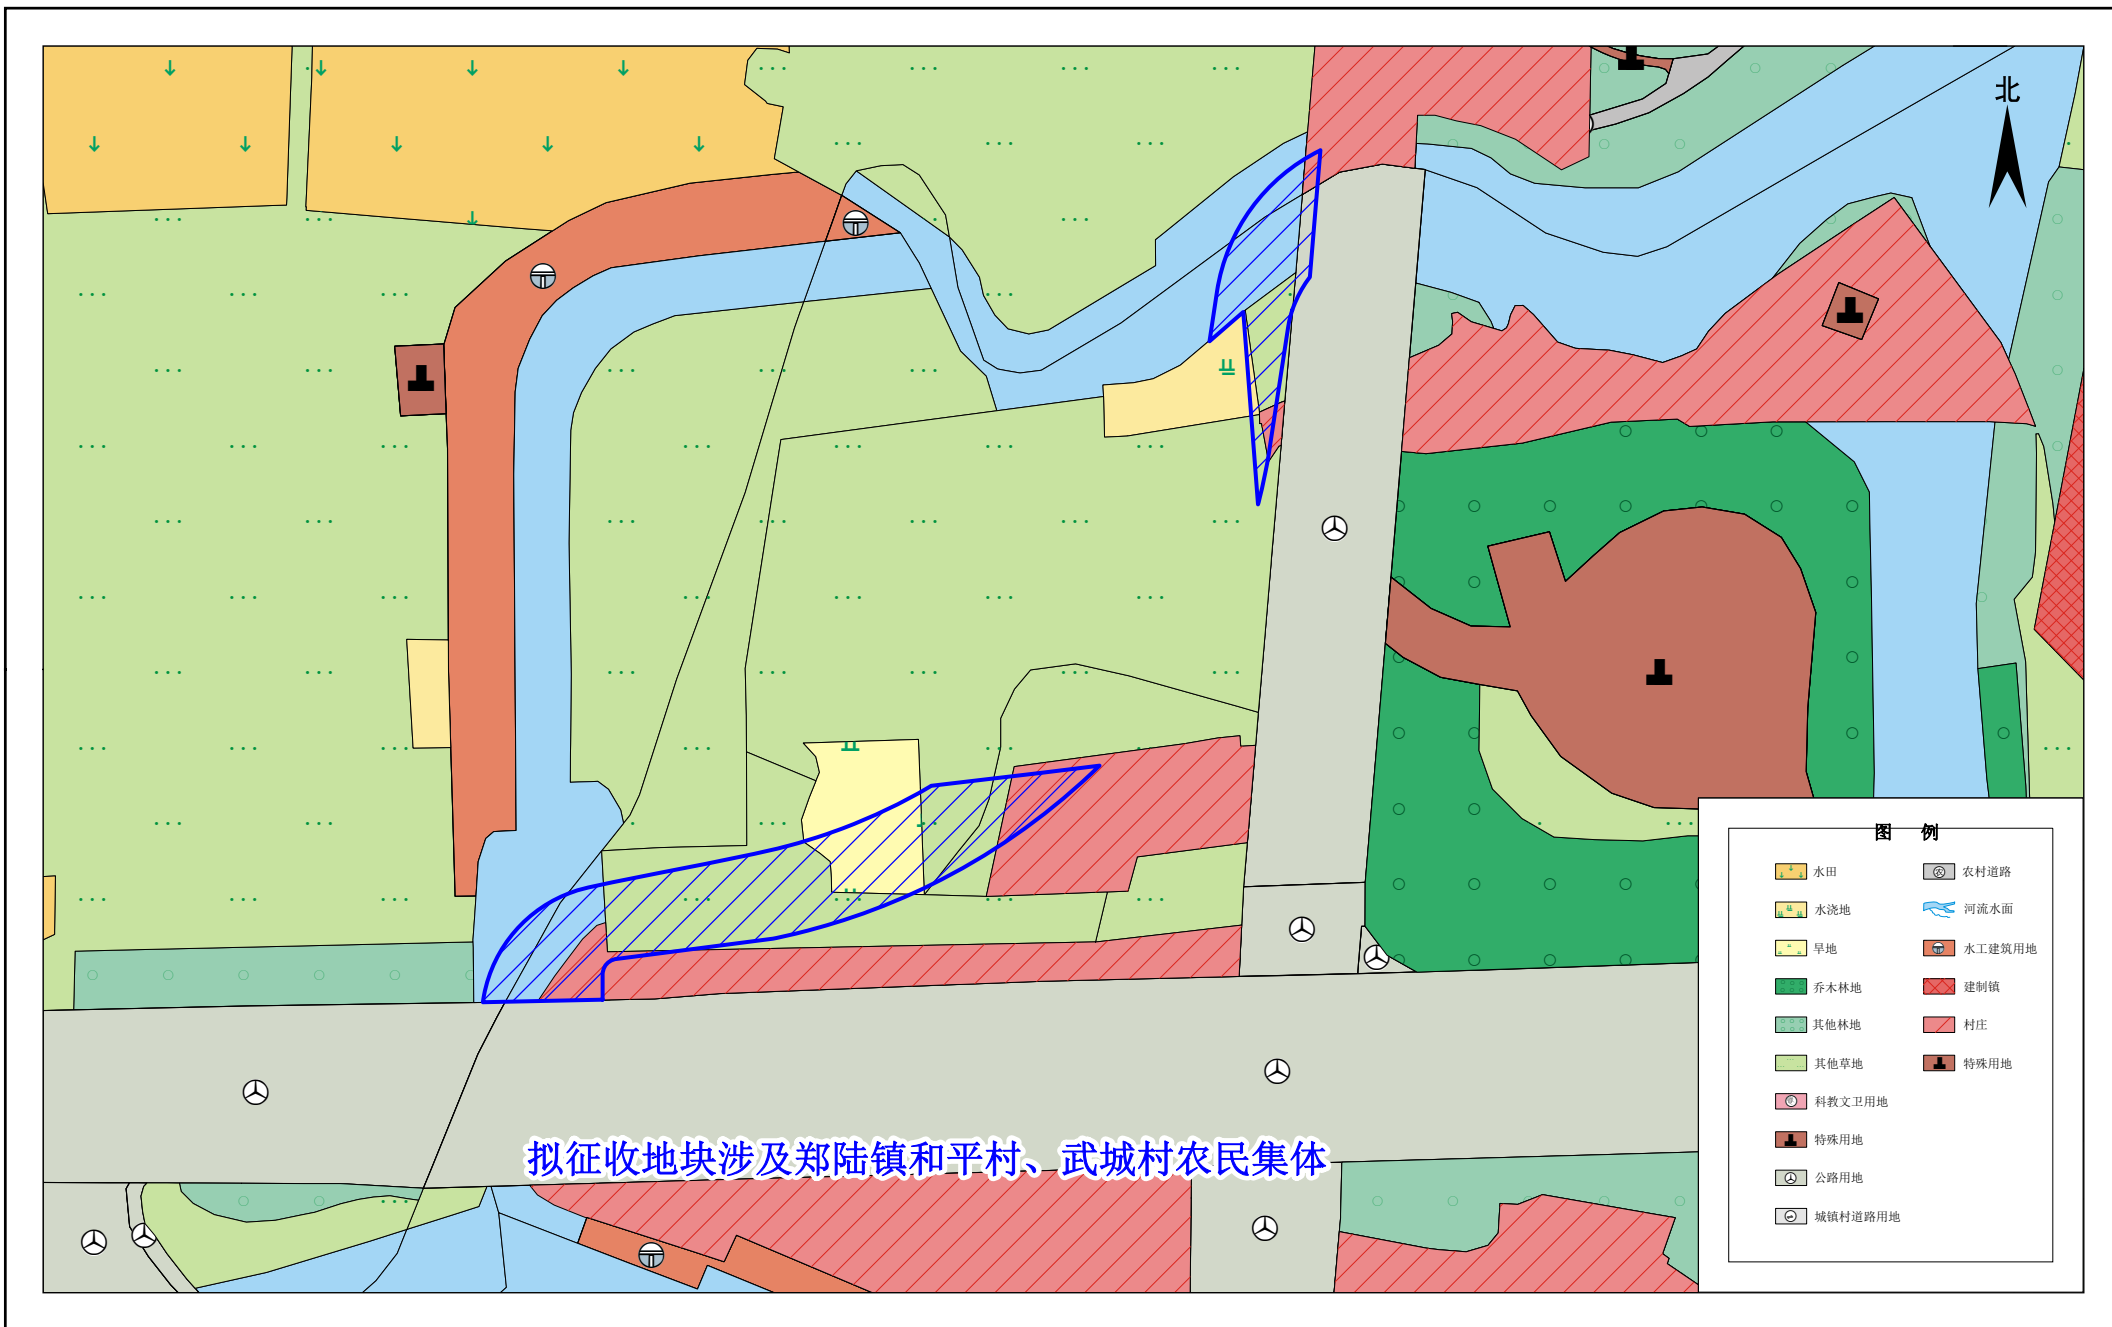 北
拟征收地块涉及郑陆镇和平村、武城村农民集体
图 例
水田
水浇地
旱地
乔木林地
其他林地
其他草地
科教文卫用地
特殊用地
公路用地
城镇村道路用地
农村道路
河流水面
水工建筑用地
建制镇
村庄
特殊用地